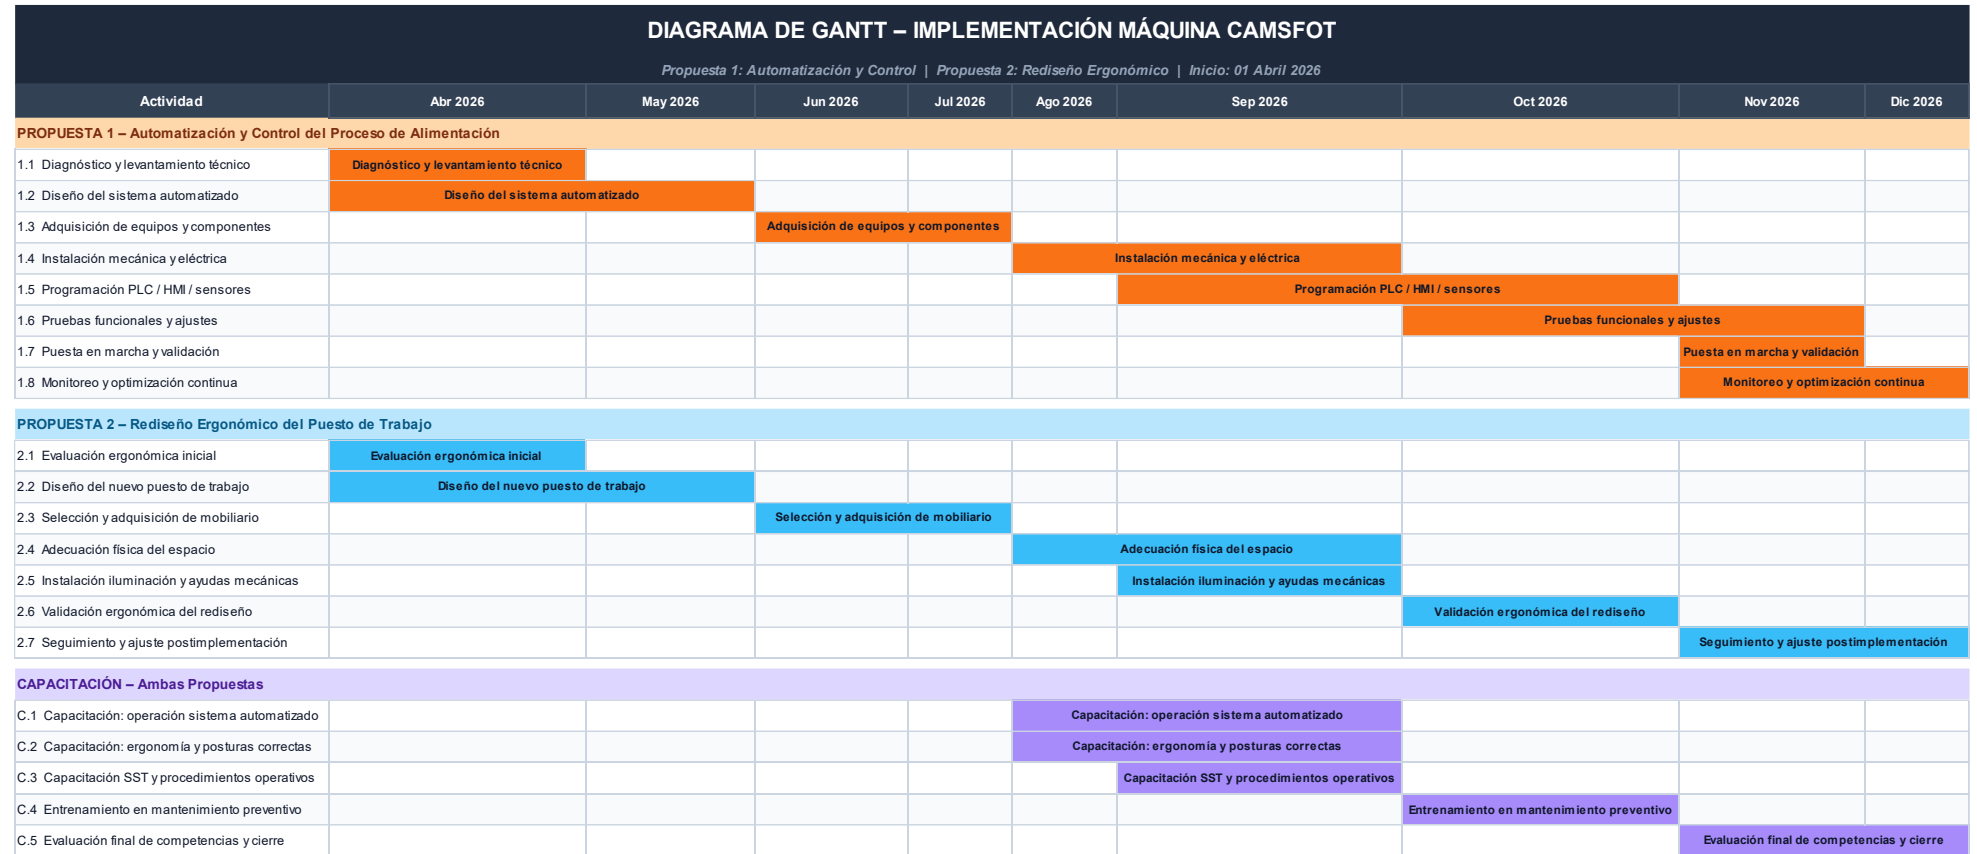 DIAGRAMA DE GANTT – IMPLEMENTACIÓN MÁQUINA CAMSFOT
Propuesta 1: Automatización y Control | Propuesta 2: Rediseño Ergonómico | Inicio: 01 Abril 2026
Actividad Abr 2026 May 2026 Jun 2026 Jul 2026 Ago 2026 Sep 2026 Oct 2026 Nov 2026 Dic 2026
PROPUESTA 1 – Automatización y Control del Proceso de Alimentación
1.1 Diagnóstico y levantamiento técnico Diagnóstico y levantamiento técnico
1.2 Diseño del sistema automatizado Diseño del sistema automatizado
1.3 Adquisición de equipos y componentes Adquisición de equipos y componentes
1.4 Instalación mecánica y eléctrica Instalación mecánica y eléctrica
1.5 Programación PLC / HMI / sensores Programación PLC / HMI / sensores
1.6 Pruebas funcionales y ajustes Pruebas funcionales y ajustes
1.7 Puesta en marcha y validación Puesta en marcha y validación
1.8 Monitoreo y optimización continua Monitoreo y optimización continua
PROPUESTA 2 – Rediseño Ergonómico del Puesto de Trabajo
2.1 Evaluación ergonómica inicial Evaluación ergonómica inicial
2.2 Diseño del nuevo puesto de trabajo Diseño del nuevo puesto de trabajo
2.3 Selección y adquisición de mobiliario Selección y adquisición de mobiliario
2.4 Adecuación física del espacio Adecuación física del espacio
2.5 Instalación iluminación y ayudas mecánicas Instalación iluminación y ayudas mecánicas
2.6 Validación ergonómica del rediseño Validación ergonómica del rediseño
2.7 Seguimiento y ajuste postimplementación Seguimiento y ajuste postimplementación
CAPACITACIÓN – Ambas Propuestas
C.1 Capacitación: operación sistema automatizado Capacitación: operación sistema automatizado
C.2 Capacitación: ergonomía y posturas correctas Capacitación: ergonomía y posturas correctas
C.3 Capacitación SST y procedimientos operativos Capacitación SST y procedimientos operativos
C.4 Entrenamiento en mantenimiento preventivo Entrenamiento en mantenimiento preventivo
C.5 Evaluación final de competencias y cierre Evaluación final de competencias y cierre